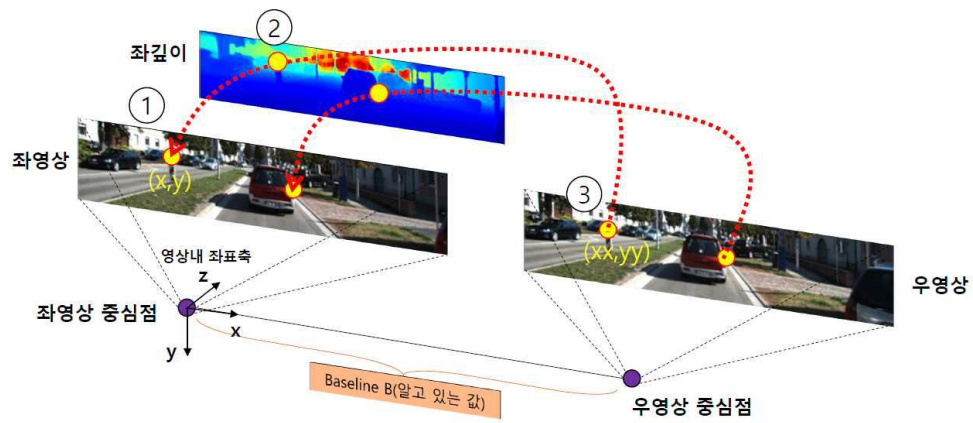 ②
좌깊이
①
좌영상
(x,y)
③
(xx,yy)
영상내 좌표축
z
우영상
좌영상 중심점
x
y
Baseline B(알고 있는 값)
우영상 중심점